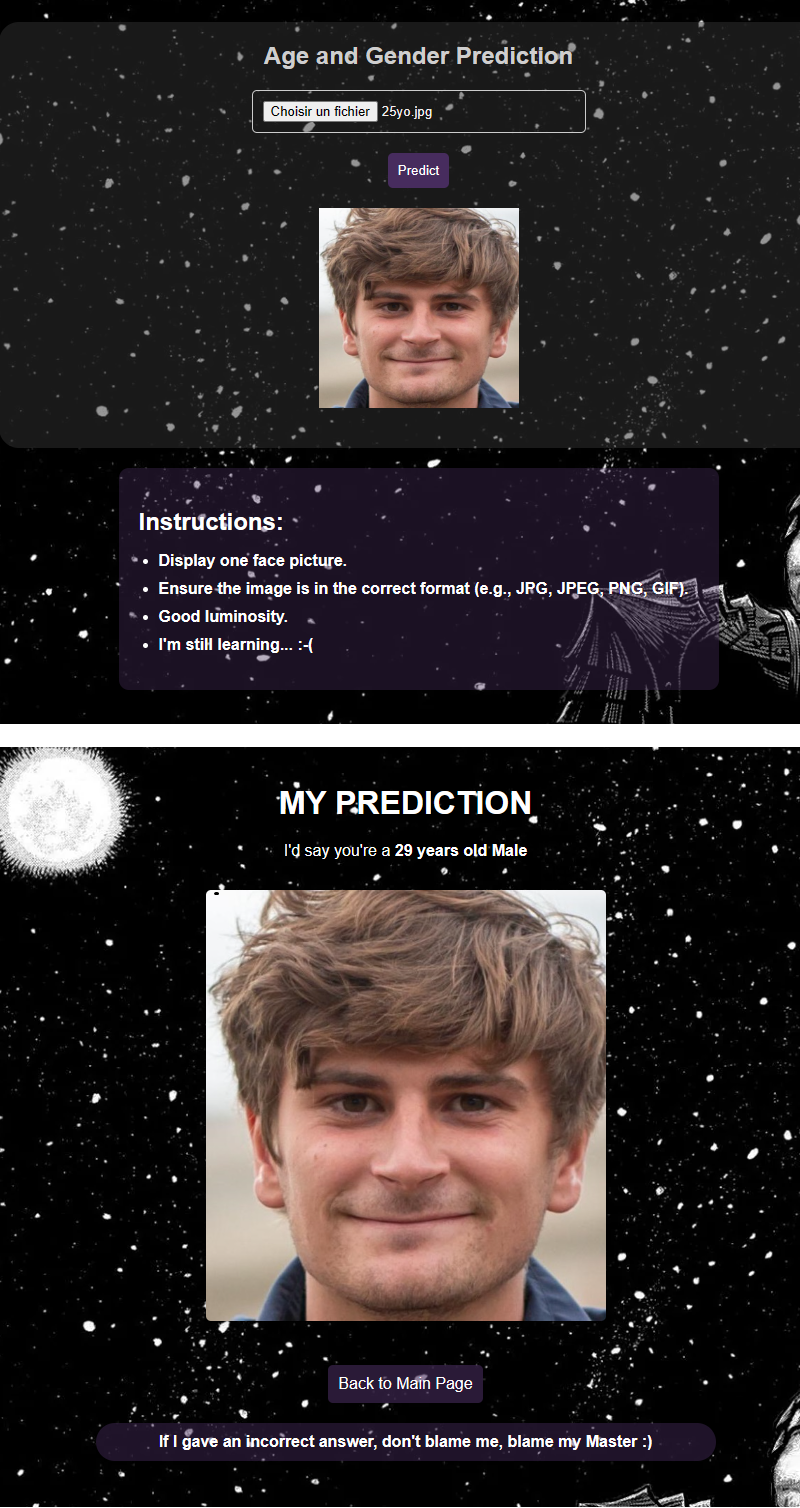 Age and Gender Prediction
Choisir un fichier 25yo.jpg
Predict
Instructions:
Display one face picture.
Ensure the image is in the correct format (e.g., JRG, JPEG, PNG, GIF).
Good luminosity.
I'm still learning... :-(
MY PREDICTION
I'd say you're a 29 years old Male
Back to Main Page
If I gave an incorrect answer, don't blame me, blame my Master :)